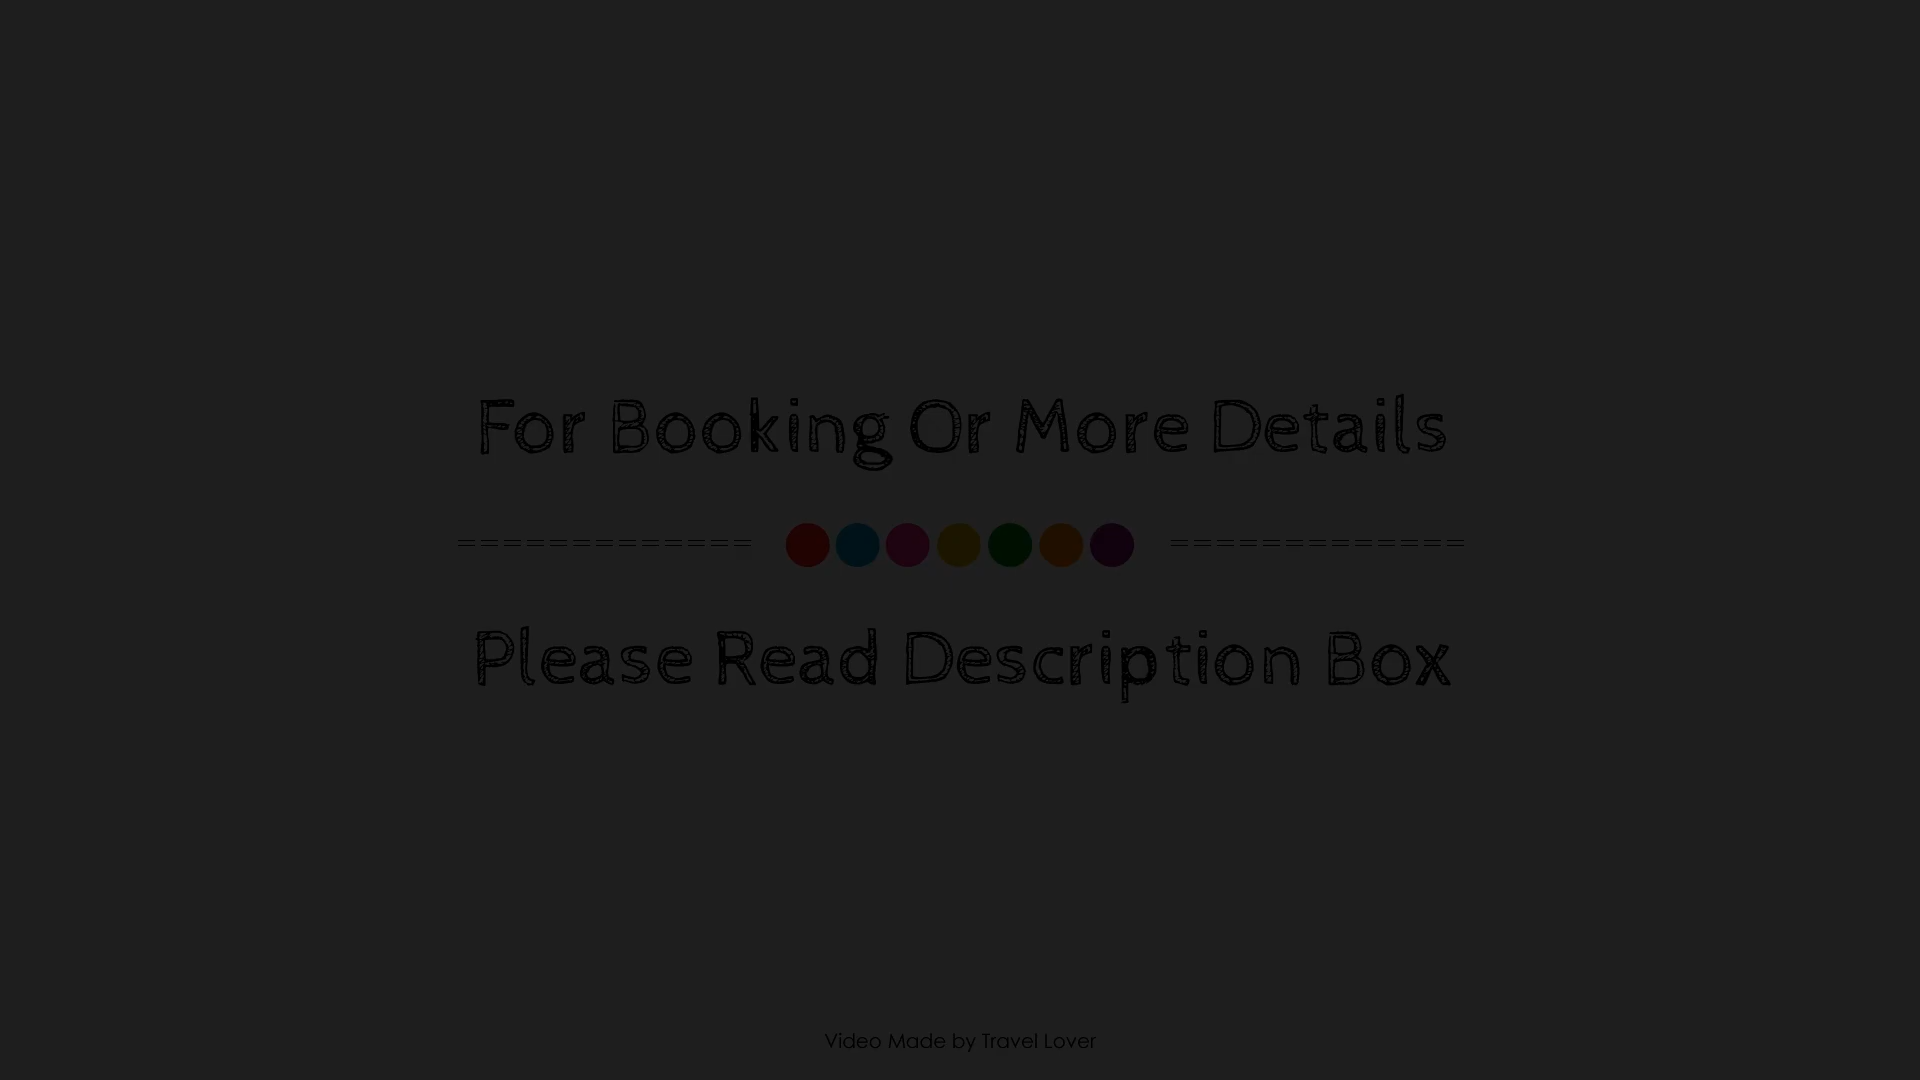 For Booking Or More Details
============= =============
Please Read Description Box
Video Made by Travel Lover